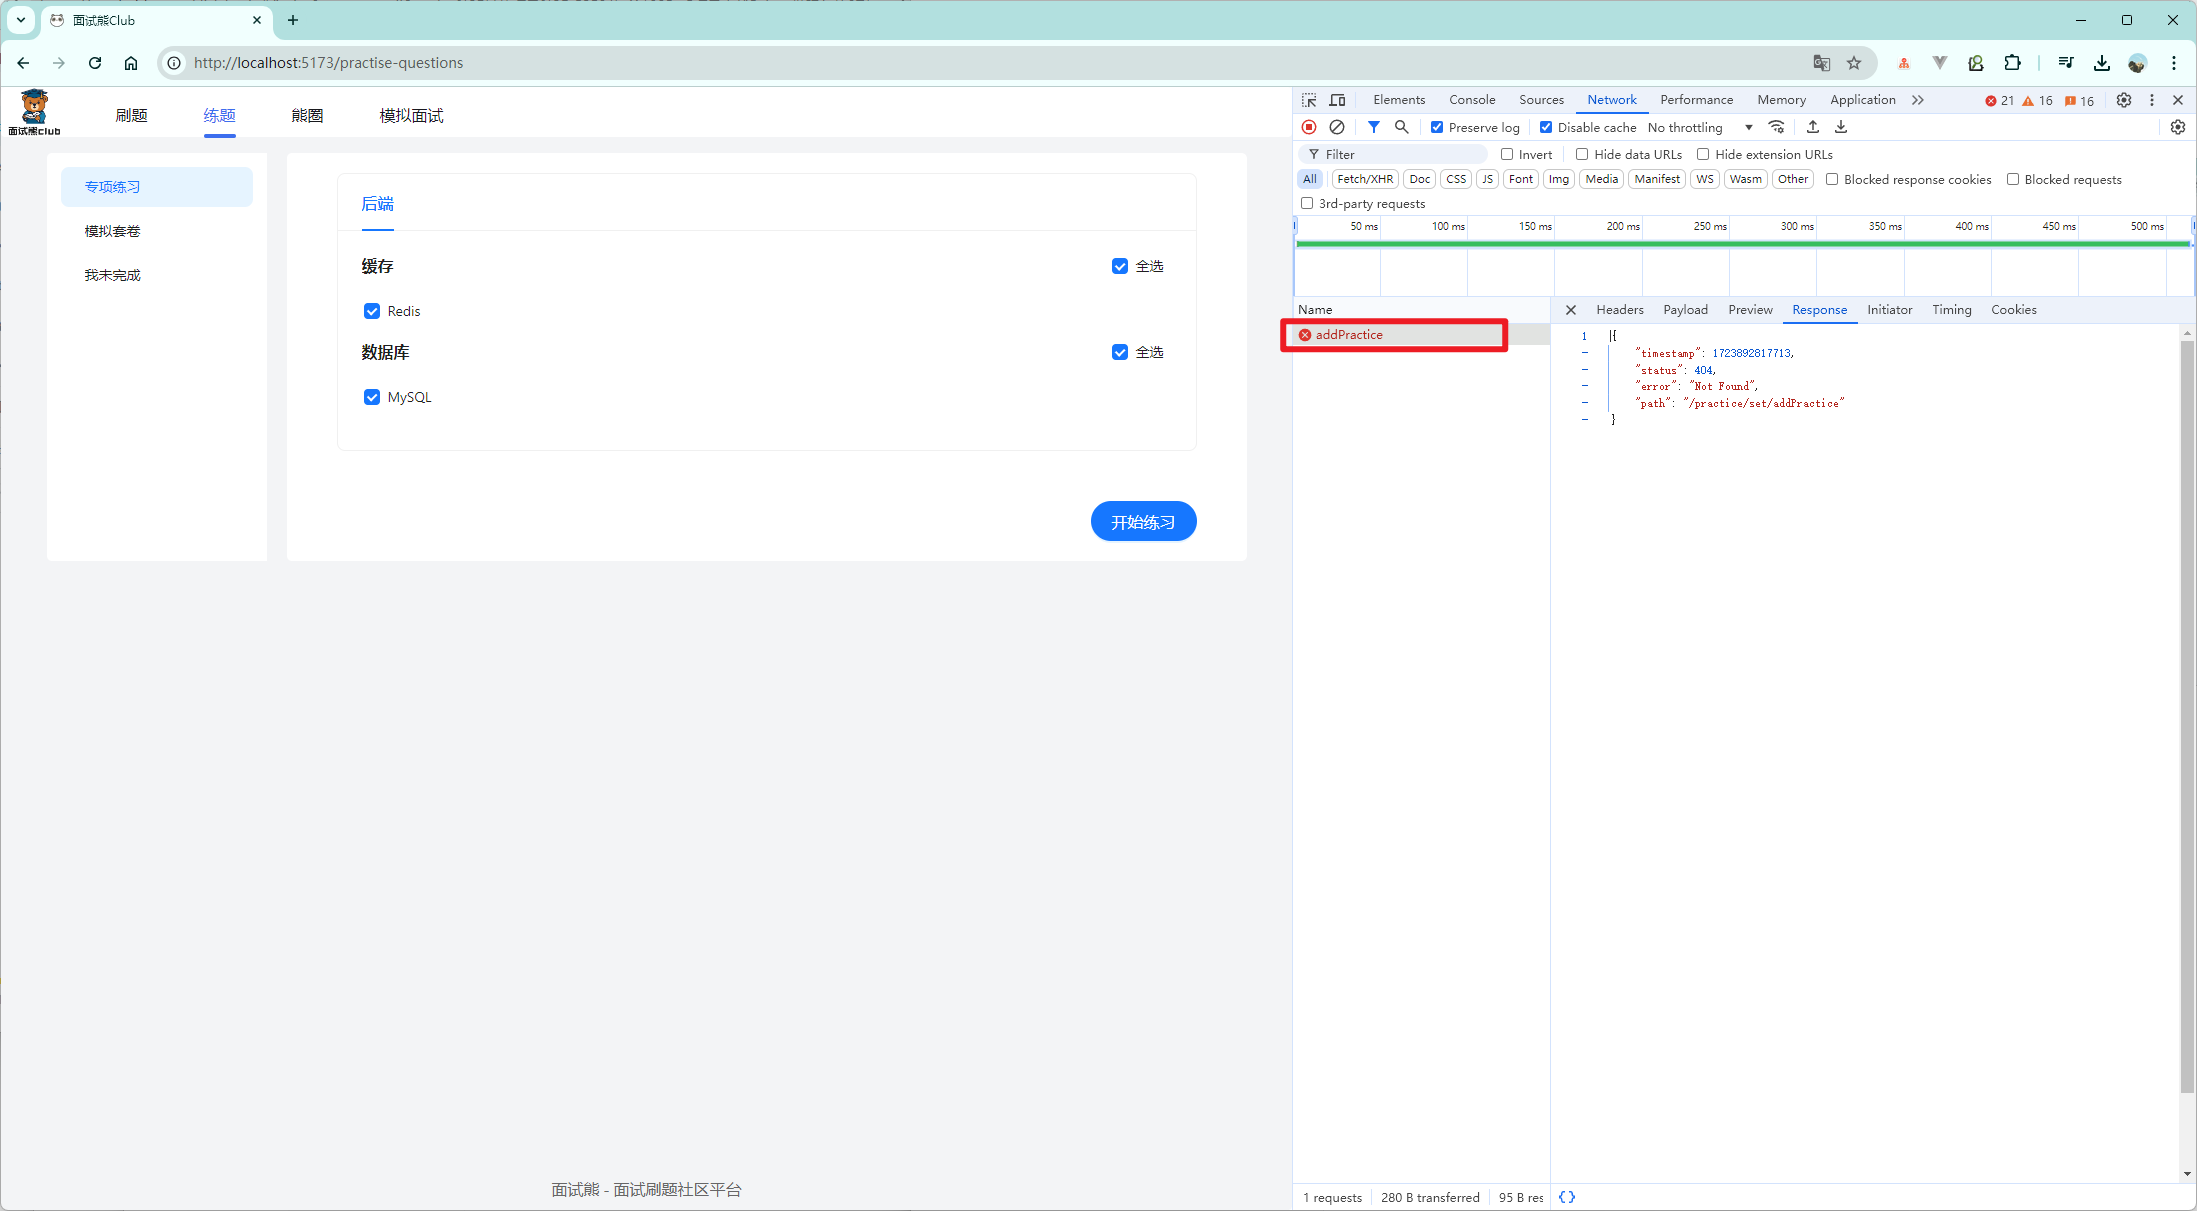 面试熊Club
http://localhost:5173/practise-questions
面试熊club
刷题 练题 熊圈 模拟面试
专项练习
模拟套卷
我未完成
后端
缓存 全选
Redis
数据库 全选
MySQL
开始练习
面试熊 - 面试刷题社区平台
Elements Console Sources Network Performance Memory Application 21 16 16
Preserve log Disable cache No throttling
Filter Invert Hide data URLs Hide extension URLs
All Fetch/XHR Doc CSS JS Font Img Media Manifest WS Wasm Other Blocked response cookies Blocked requests
3rd-party requests
50 ms 100 ms 150 ms 200 ms 250 ms 300 ms 350 ms 400 ms 450 ms 500 ms
Name Headers Payload Preview Response Initiator Timing Cookies
addPractice
1 {
- "timestamp": 1723892817713,
- "status": 404,
- "error": "Not Found",
- "path": "/practice/set/addPractice"
- }
1 requests 280 B transferred 95 B res {}